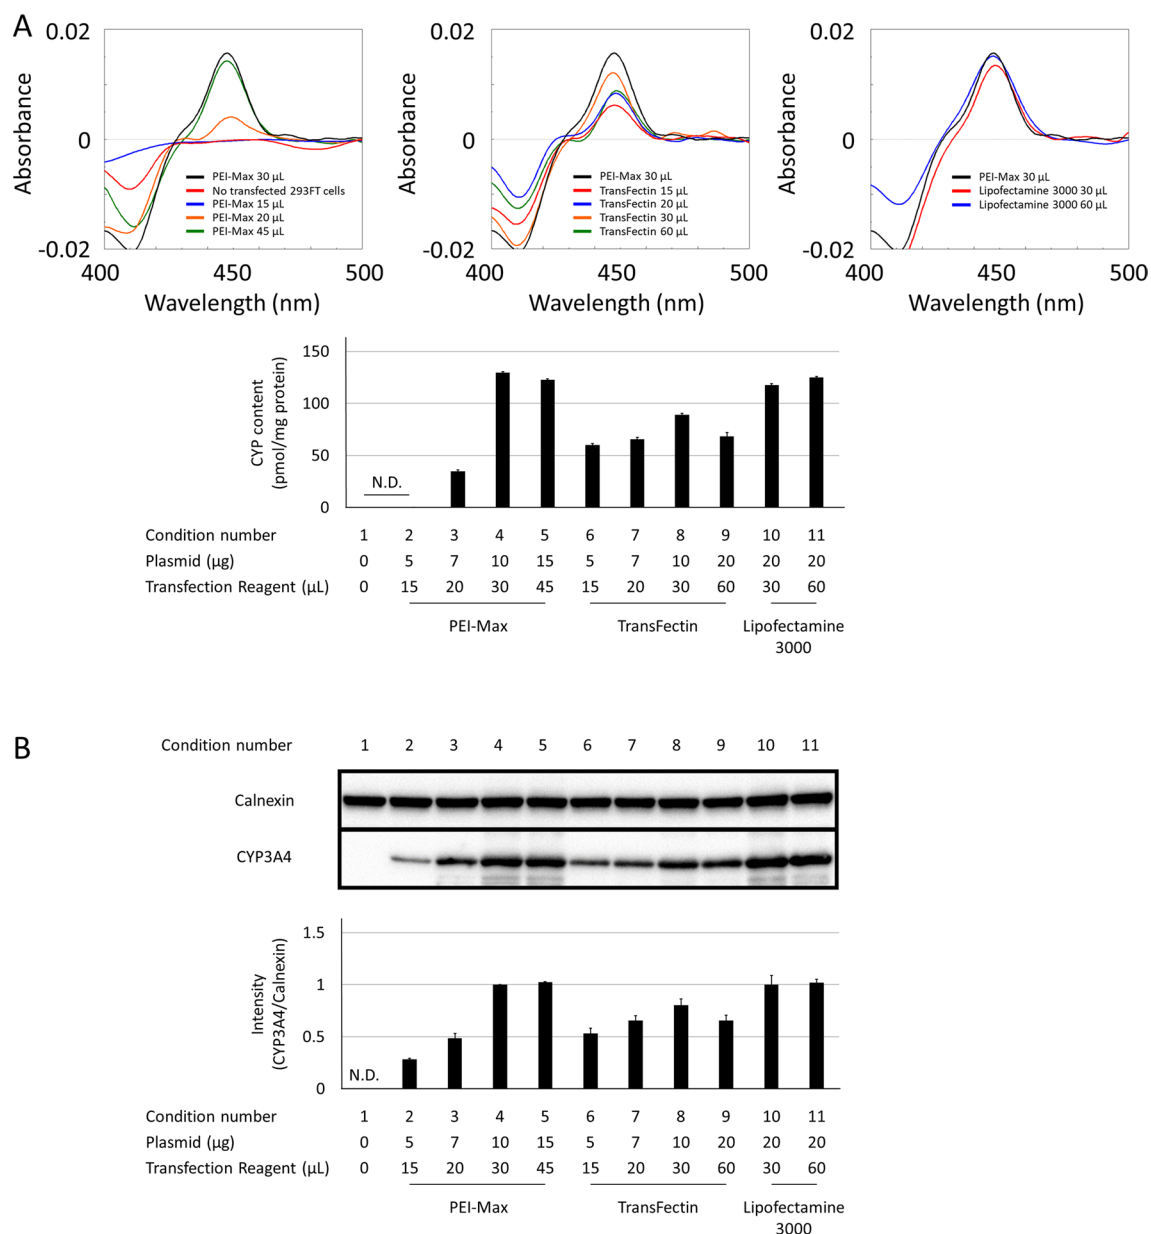 A
0.02
0
-0.02
Absorbance
400
450
500
Wavelength (nm)
PEI-Max 30 µL
No transfected 293FT cells
PEI-Max 15 µL
PEI-Max 20 µL
PEI-Max 45 µL
0.02
0
-0.02
Absorbance
400
450
500
Wavelength (nm)
PEI-Max 30 µL
TransFectin 15 µL
TransFectin 20 µL
TransFectin 30 µL
TransFectin 60 µL
0.02
0
-0.02
Absorbance
400
450
500
Wavelength (nm)
PEI-Max 30 µL
Lipofectamine 3000 30 µL
Lipofectamine 3000 60 µL
CYP content
(pmol/mg protein)
150
100
50
0
N.D.
Condition number 1 2 3 4 5 6 7 8 9 10 11
Plasmid (µg) 0 5 7 10 15 5 7 10 20 20 20
Transfection Reagent (µL) 0 15 20 30 45 15 20 30 60 30 60
PEI-Max TransFectin Lipofectamine
3000
B
Condition number 1 2 3 4 5 6 7 8 9 10 11
Calnexin
CYP3A4
Intensity
(CYP3A4/Calnexin)
1.5
1
0.5
0
N.D.
Condition number 1 2 3 4 5 6 7 8 9 10 11
Plasmid (µg) 0 5 7 10 15 5 7 10 20 20 20
Transfection Reagent (µL) 0 15 20 30 45 15 20 30 60 30 60
PEI-Max TransFectin Lipofectamine
3000